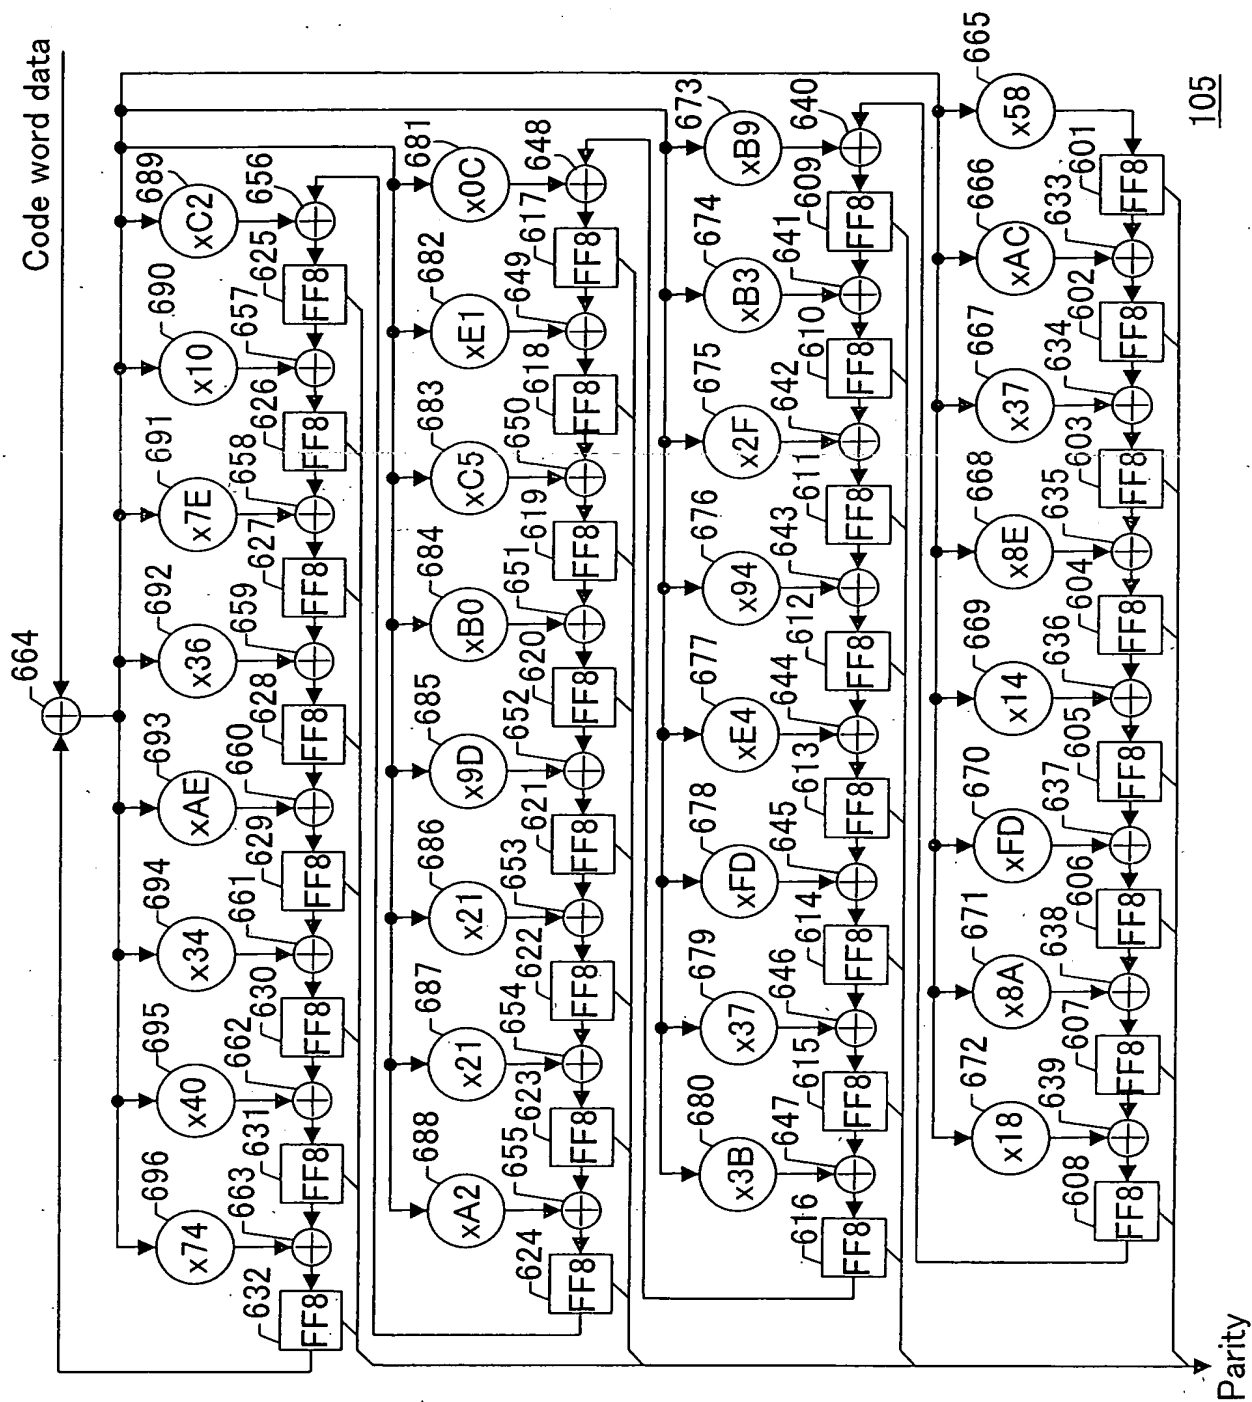 Code word data
664
689 690 691 692 693 694 695 696
xC2 x10 x7E x36 xAE x34 x40 x74
656 657 658 659 660 661 662 663
625 626 627 628 629 630 631 632
FF8 FF8 FF8 FF8 FF8 FF8 FF8 FF8
681 682 683 684 685 686 687 688
x0C xE1 xC5 xB0 x9D x21 x21 xA2
648 649 650 651 652 653 654 655
617 618 619 620 621 622 623 624
FF8 FF8 FF8 FF8 FF8 FF8 FF8 FF8
673 674 675 676 677 678 679 680
xB9 xB3 x2F x94 xE4 xFD x37 x3B
640 641 642 643 644 645 646 647
609 610 611 612 613 614 615 616
FF8 FF8 FF8 FF8 FF8 FF8 FF8 FF8
665 666 667 668 669 670 671 672
x58 xAC x37 x8E x14 xFD x8A x18
633 634 635 636 637 638 639
601 602 603 604 605 606 607 608
FF8 FF8 FF8 FF8 FF8 FF8 FF8 FF8
105
Parity